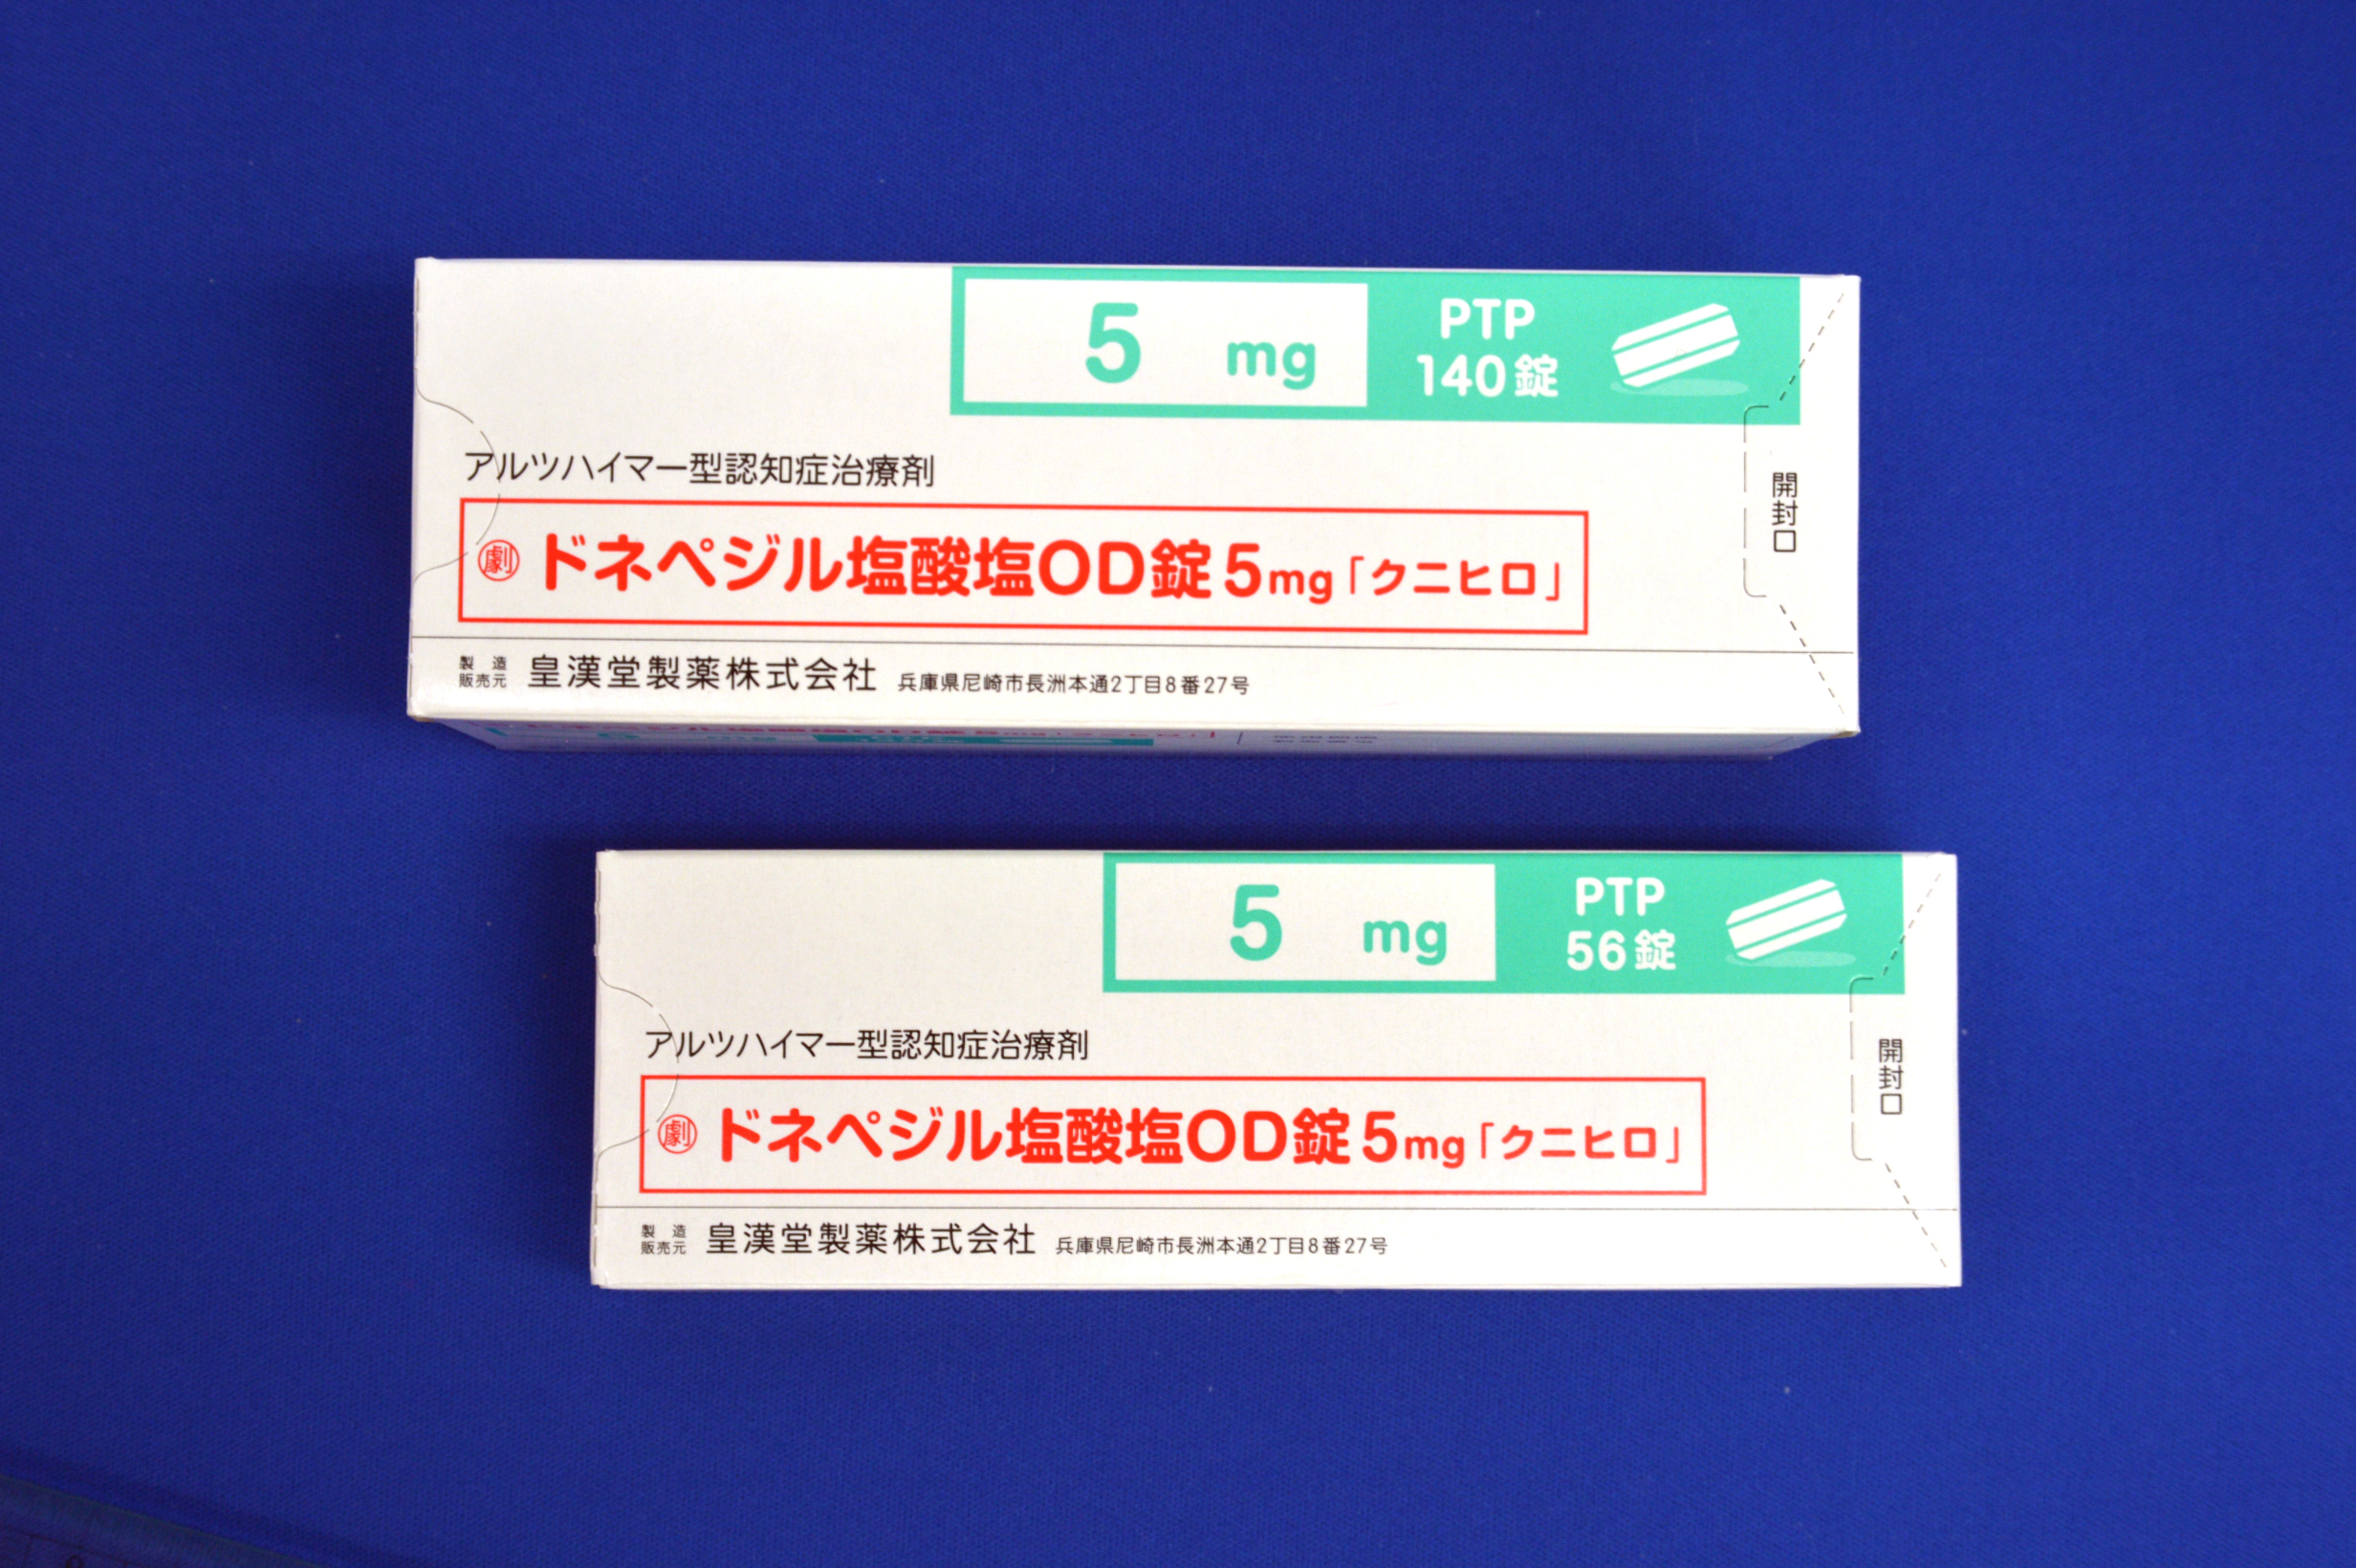 5 mg
PTP
140錠
アルツハイマー型認知症治療剤
劇 ドネペジル塩酸塩OD錠5mg「クニヒロ」
開封口
製造
販売元 皇漢堂製薬株式会社 兵庫県尼崎市長洲本通2丁目8番27号
5 mg
PTP
56錠
アルツハイマー型認知症治療剤
劇 ドネペジル塩酸塩OD錠5mg「クニヒロ」
開封口
製造
販売元 皇漢堂製薬株式会社 兵庫県尼崎市長洲本通2丁目8番27号